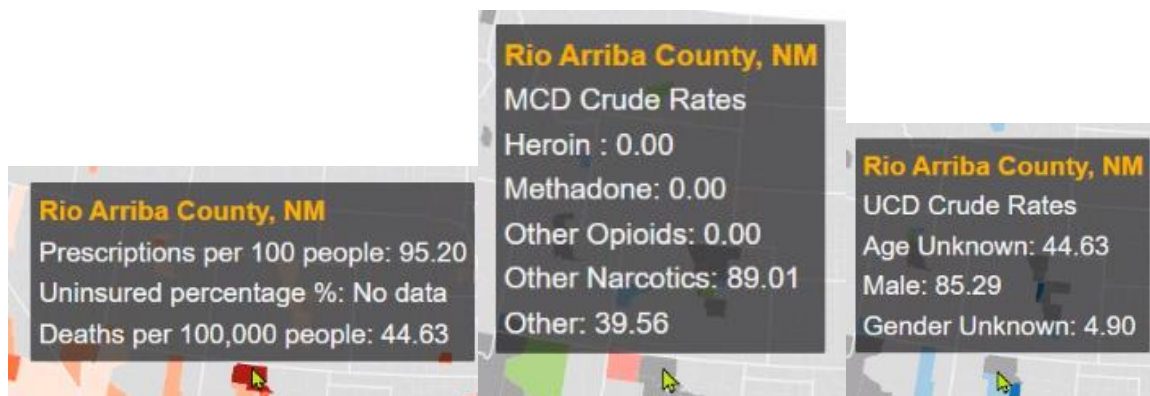 Rio Arriba County, NM
Prescriptions per 100 people: 95.20
Uninsured percentage %: No data
Deaths per 100,000 people: 44.63
Rio Arriba County, NM
MCD Crude Rates
Heroin : 0.00
Methadone: 0.00
Other Opioids: 0.00
Other Narcotics: 89.01
Other: 39.56
Rio Arriba County, NM
UCD Crude Rates
Age Unknown: 44.63
Male: 85.29
Gender Unknown: 4.90